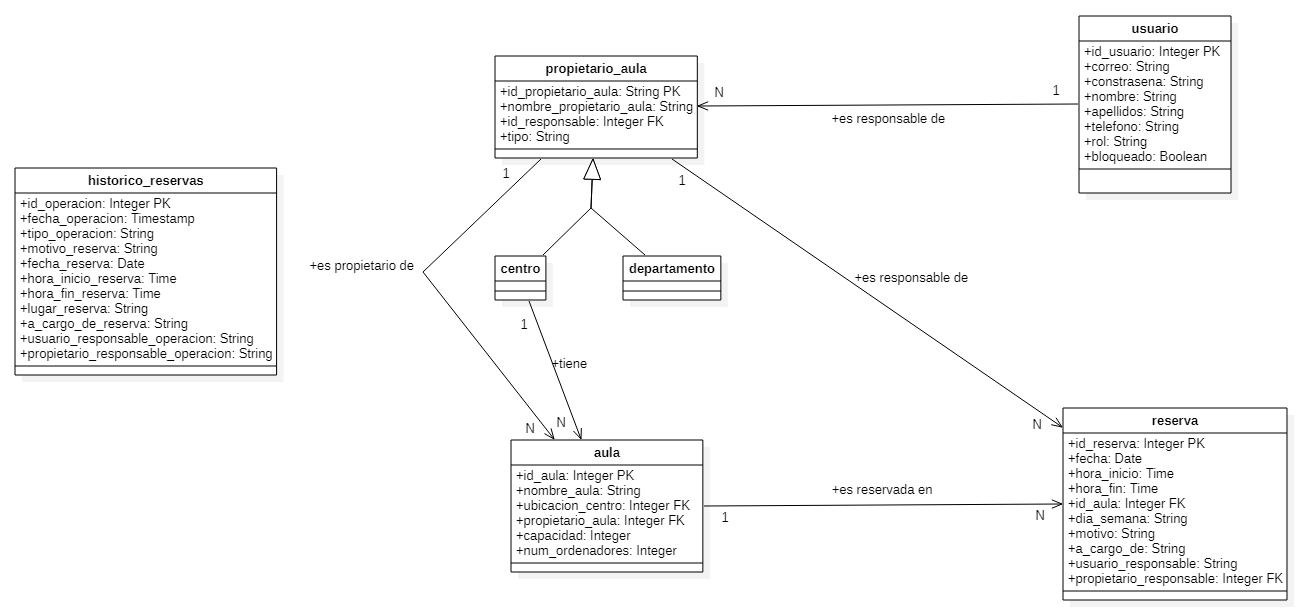 usuario
+id_usuario: Integer PK
+correo: String
+constrasena: String
+nombre: String
+apellidos: String
+telefono: String
+rol: String
+bloqueado: Boolean
propietario_aula
+id_propietario_aula: String PK
+nombre_propietario_aula: String
+id_responsable: Integer FK
+tipo: String
N
1
+es responsable de
historico_reservas
+id_operacion: Integer PK
+fecha_operacion: Timestamp
+tipo_operacion: String
+motivo_reserva: String
+fecha_reserva: Date
+hora_inicio_reserva: Time
+hora_fin_reserva: Time
+lugar_reserva: String
+a_cargo_de_reserva: String
+usuario_responsable_operacion: String
+propietario_responsable_operacion: String
1
1
+es propietario de
centro
departamento
+es responsable de
1
+tiene
N
N
N
aula
+id_aula: Integer PK
+nombre_aula: String
+ubicacion_centro: Integer FK
+propietario_aula: Integer FK
+capacidad: Integer
+num_ordenadores: Integer
+es reservada en
1
N
reserva
+id_reserva: Integer PK
+fecha: Date
+hora_inicio: Time
+hora_fin: Time
+id_aula: Integer FK
+dia_semana: String
+motivo: String
+a_cargo_de: String
+usuario_responsable: String
+propietario_responsable: Integer FK